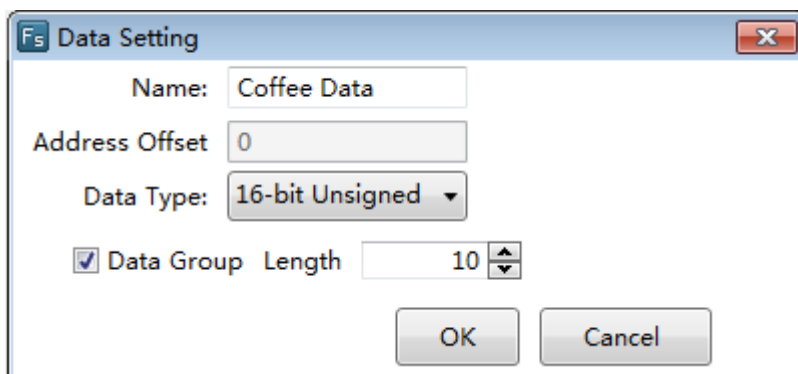 Fs Data Setting
Name: Coffee Data
Address Offset 0
Data Type: 16-bit Unsigned
Data Group Length 10
OK Cancel